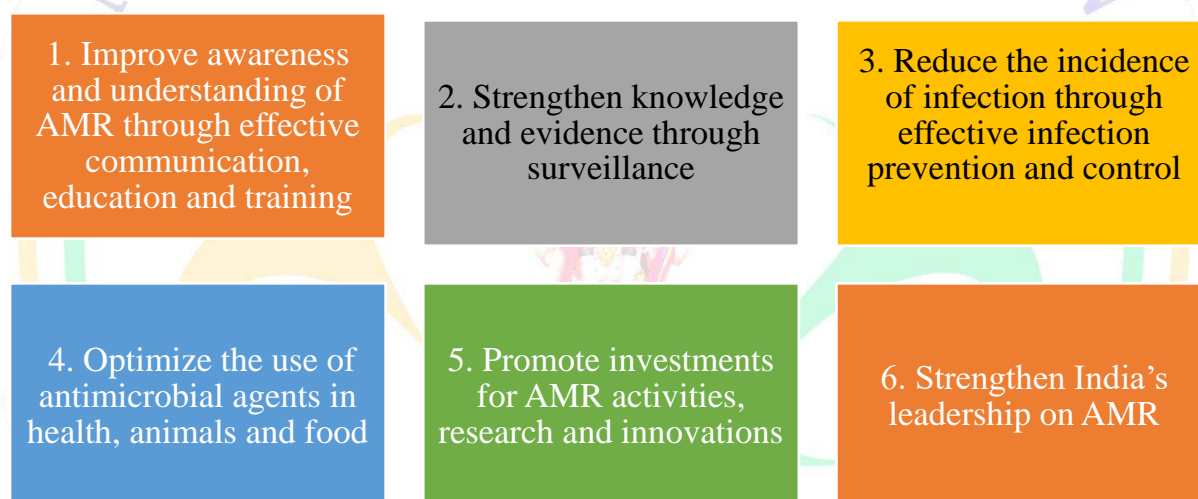 1. Improve awareness
and understanding of
AMR through effective
communication,
education and training
2. Strengthen knowledge
and evidence through
surveillance
3. Reduce the incidence
of infection through
effective infection
prevention and control
4. Optimize the use of
antimicrobial agents in
health, animals and food
5. Promote investments
for AMR activities,
research and innovations
6. Strengthen India’s
leadership on AMR